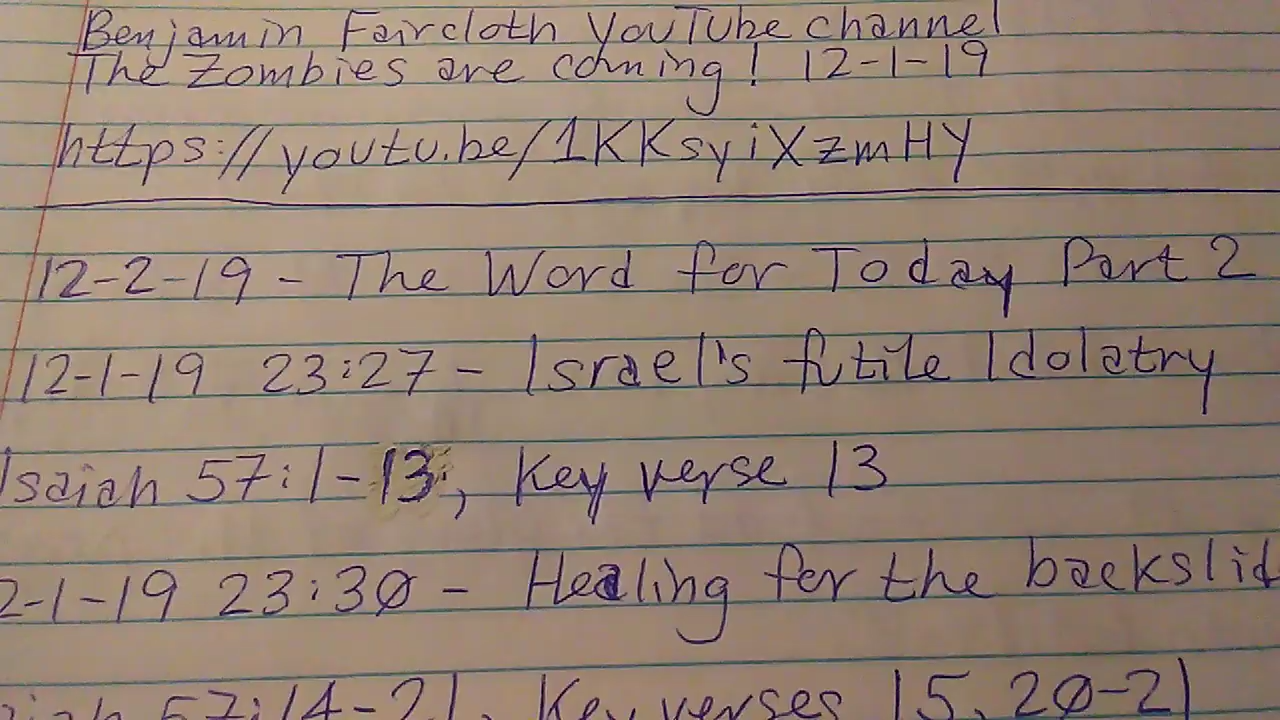 Benjamin Faircloth YouTube channel
The Zombies are coming! 12-1-19
https://youtu.be/1KKsyiXzmHY
12-2-19 - The Word for Today Part 2
12-1-19 23:27 - Israel's futile Idolatry
Isaiah 57:1-13, Key verse 13
2-1-19 23:30 - Healing for the backslid
iah 57:14-21, Key verses 15, 20-21